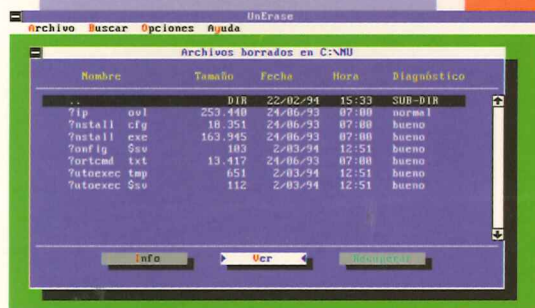 UnErase
Archivo Buscar Opciones Ayuda
Archivos borrados en C:\NU
Nombre Tamaño Fecha Hora Diagnóstico
.. DIR 22/02/94 15:33 SUB-DIR
?ip ovl 253.440 24/06/93 07:00 normal
?nstall cfg 18.351 24/06/93 07:00 bueno
?nstall exe 163.945 24/06/93 07:00 bueno
?onfig $sv 103 2/03/94 12:51 bueno
?ortcmd txt 13.417 24/06/93 07:00 bueno
?utoexec tmp 651 2/03/94 12:51 bueno
?utoexec $sv 112 2/03/94 12:51 bueno
Info Ver Recuperar